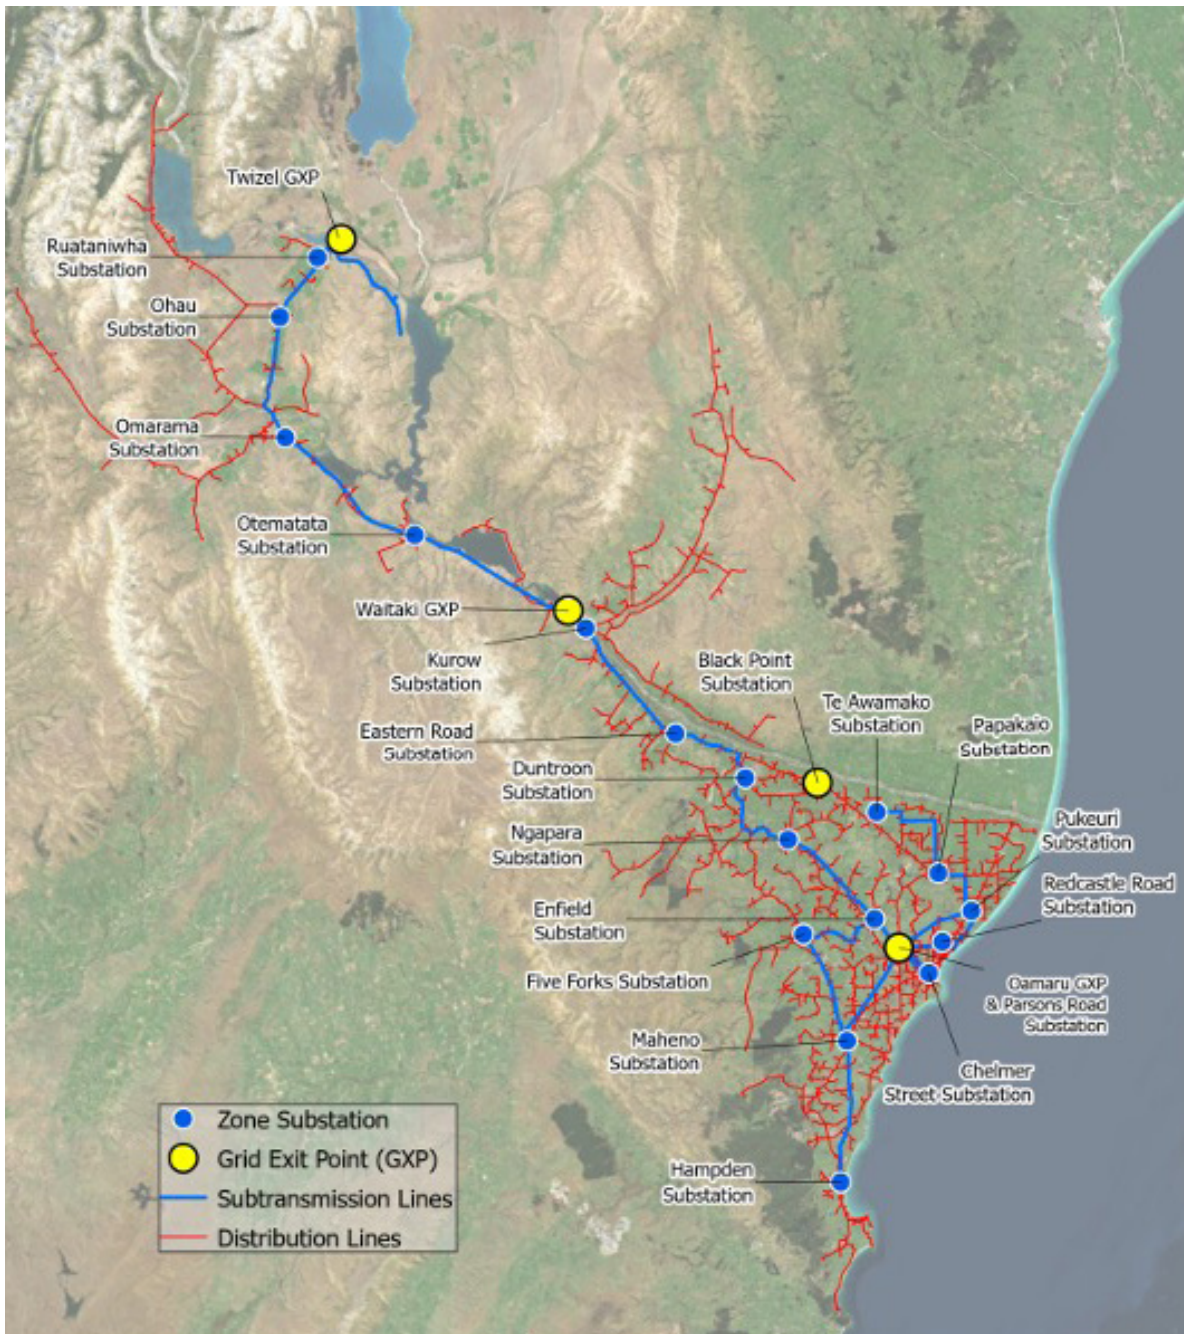 Twizel GXP
Ruataniwha
Substation
Ohau
Substation
Omarama
Substation
Otematata
Substation
Waitaki GXP
Kurow
Substation
Black Point
Substation
Te Awamako
Substation
Papakaio
Substation
Eastern Road
Substation
Duntroon
Substation
Ngapara
Substation
Pukeuri
Substation
Redcastle Road
Substation
Enfield
Substation
Five Forks Substation
Oamaru GXP
& Parsons Road
Substation
Maheno
Substation
Chelmer
Street Substation
Hampden
Substation
Zone Substation
Grid Exit Point (GXP)
Subtransmission Lines
Distribution Lines